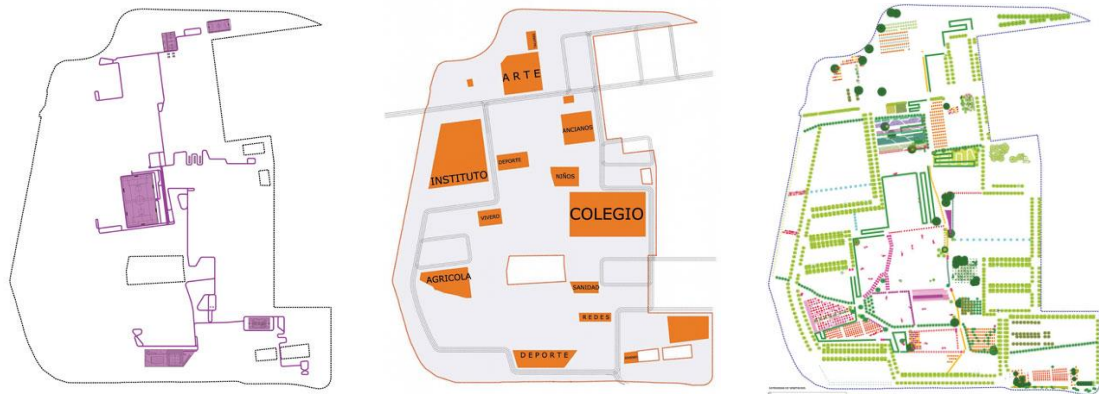 ARTE
ANCIANOS
DEPORTE
INSTITUTO
NIÑOS
VIVERO
COLEGIO
AGRICOLA
SANIDAD
REDES
DEPORTE